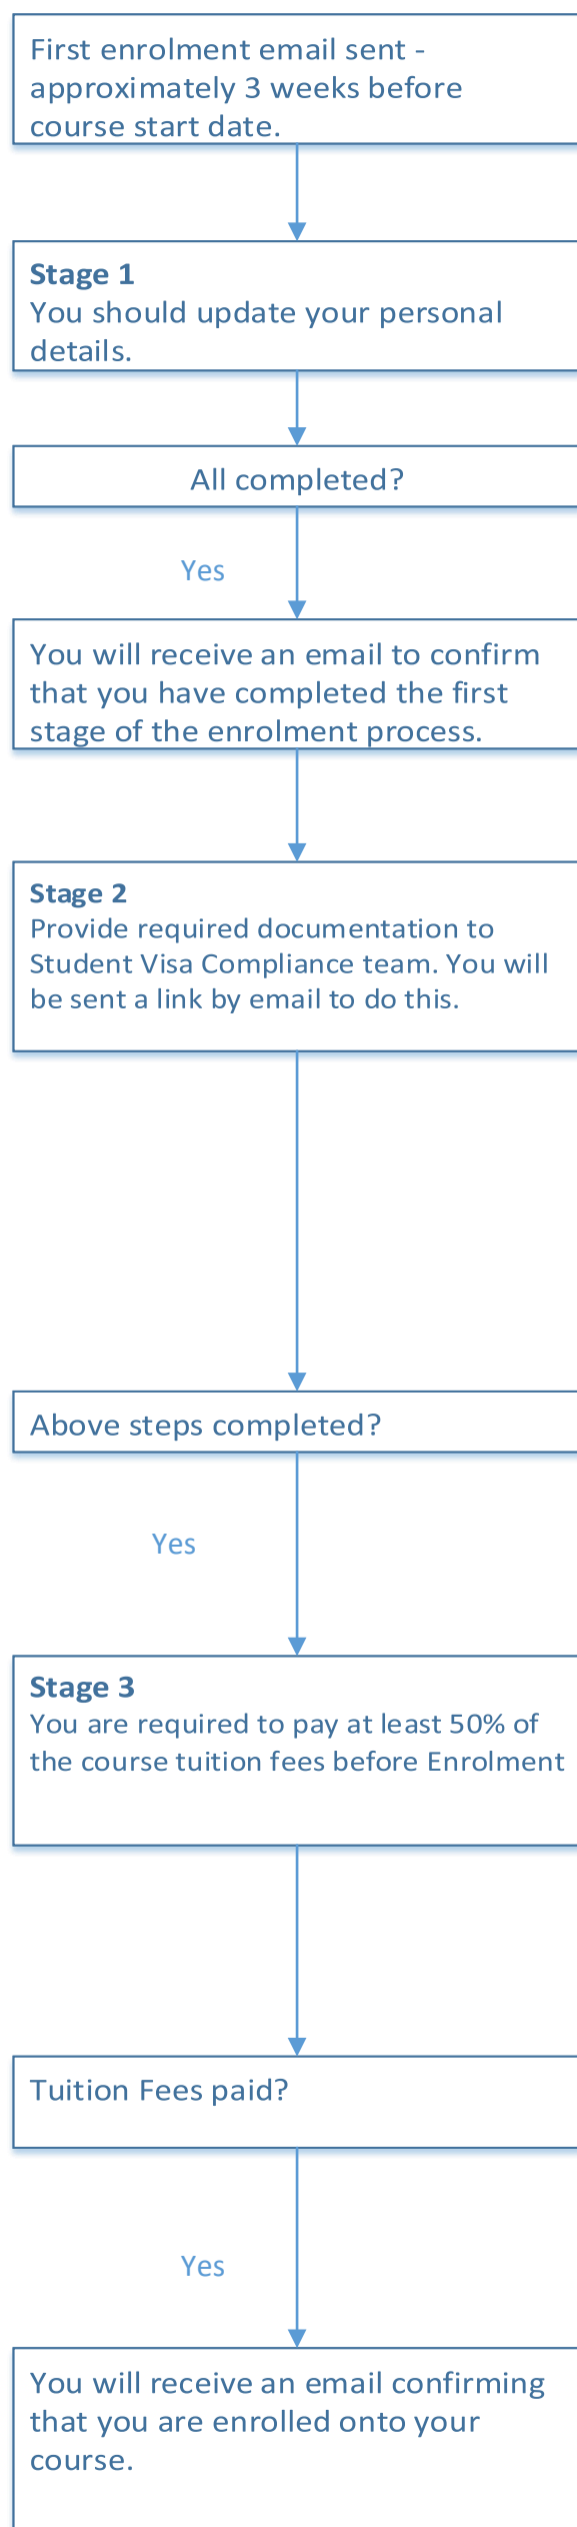 First enrolment email sent -
approximately 3 weeks before
course start date.
Stage 1
You should update your personal
details.
All completed?
Yes
You will receive an email to confirm
that you have completed the first
stage of the enrolment process.
Stage 2
Provide required documentation to
Student Visa Compliance team. You will
be sent a link by email to do this.
Above steps completed?
Yes
Stage 3
You are required to pay at least 50% of
the course tuition fees before Enrolment
Tuition Fees paid?
Yes
You will receive an email confirming
that you are enrolled onto your
course.